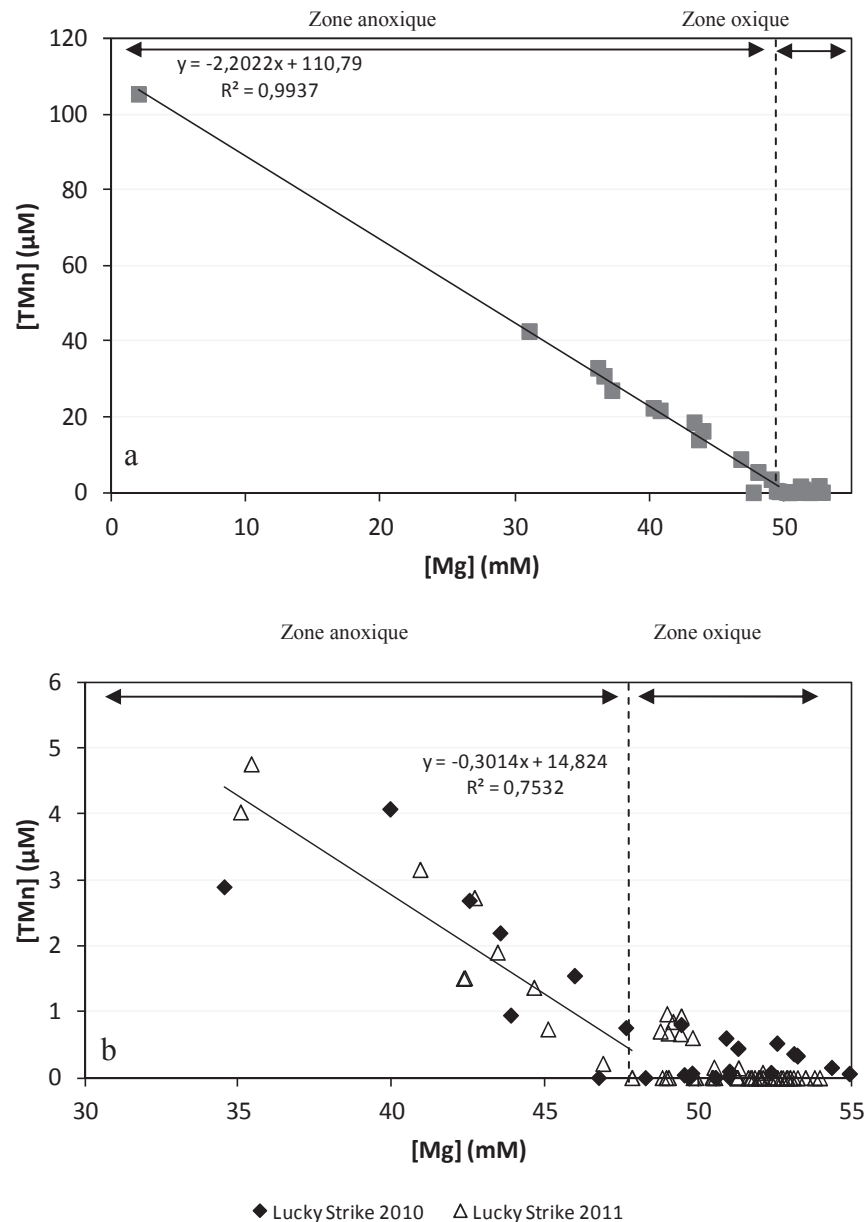 Zone anoxique Zone oxique
120
100
80
60
40
20
0
[TMn] (µM)
y = -2,2022x + 110,79
R² = 0,9937
a
0 10 20 30 40 50
[Mg] (mM)
Zone anoxique Zone oxique
6
5
4
3
2
1
0
[TMn] (µM)
y = -0,3014x + 14,824
R² = 0,7532
b
30 35 40 45 50 55
[Mg] (mM)
Lucky Strike 2010 Lucky Strike 2011